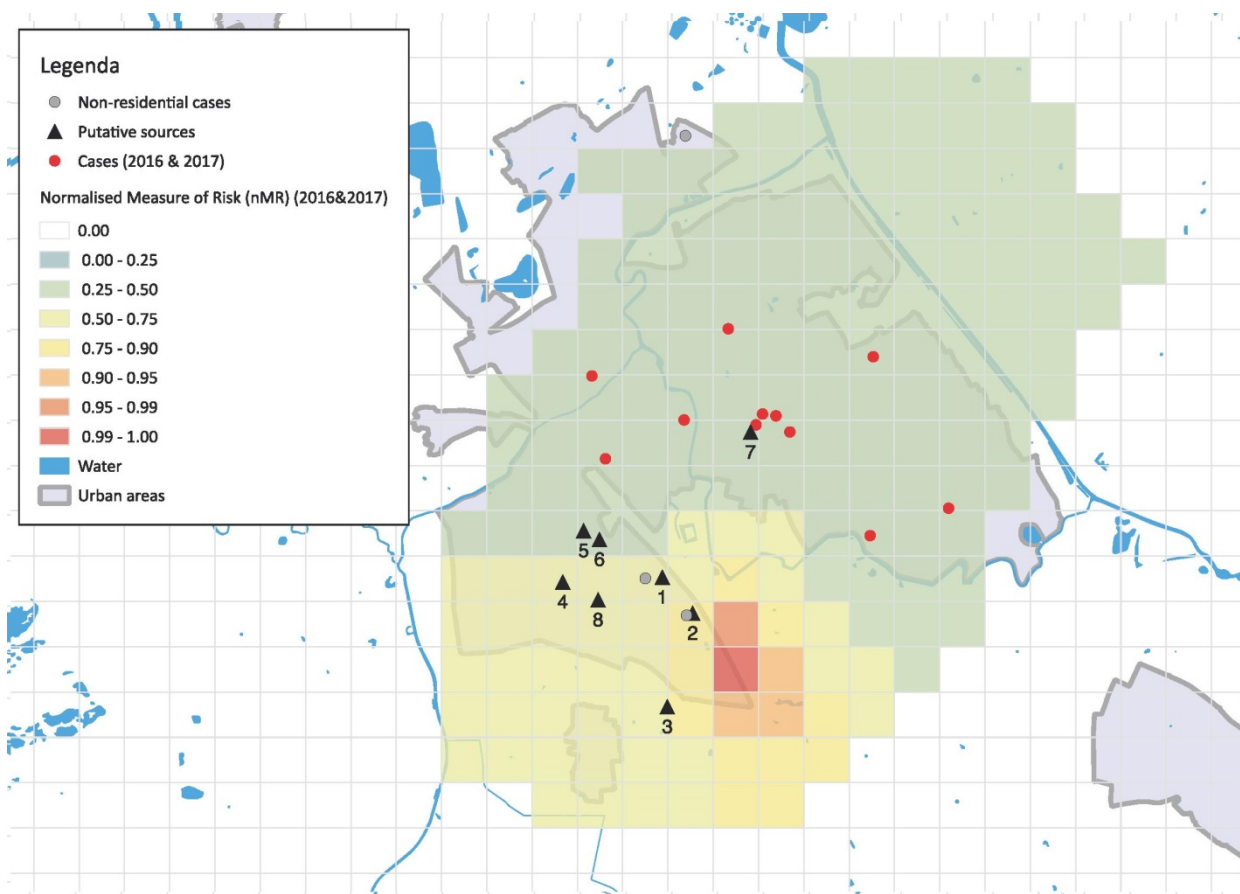 Legenda
Non-residential cases
Putative sources
Cases (2016 & 2017)
Normalised Measure of Risk (nMR) (2016&2017)
0.00
0.00 - 0.25
0.25 - 0.50
0.50 - 0.75
0.75 - 0.90
0.90 - 0.95
0.95 - 0.99
0.99 - 1.00
Water
Urban areas
7
5
6
1
4
8
2
3